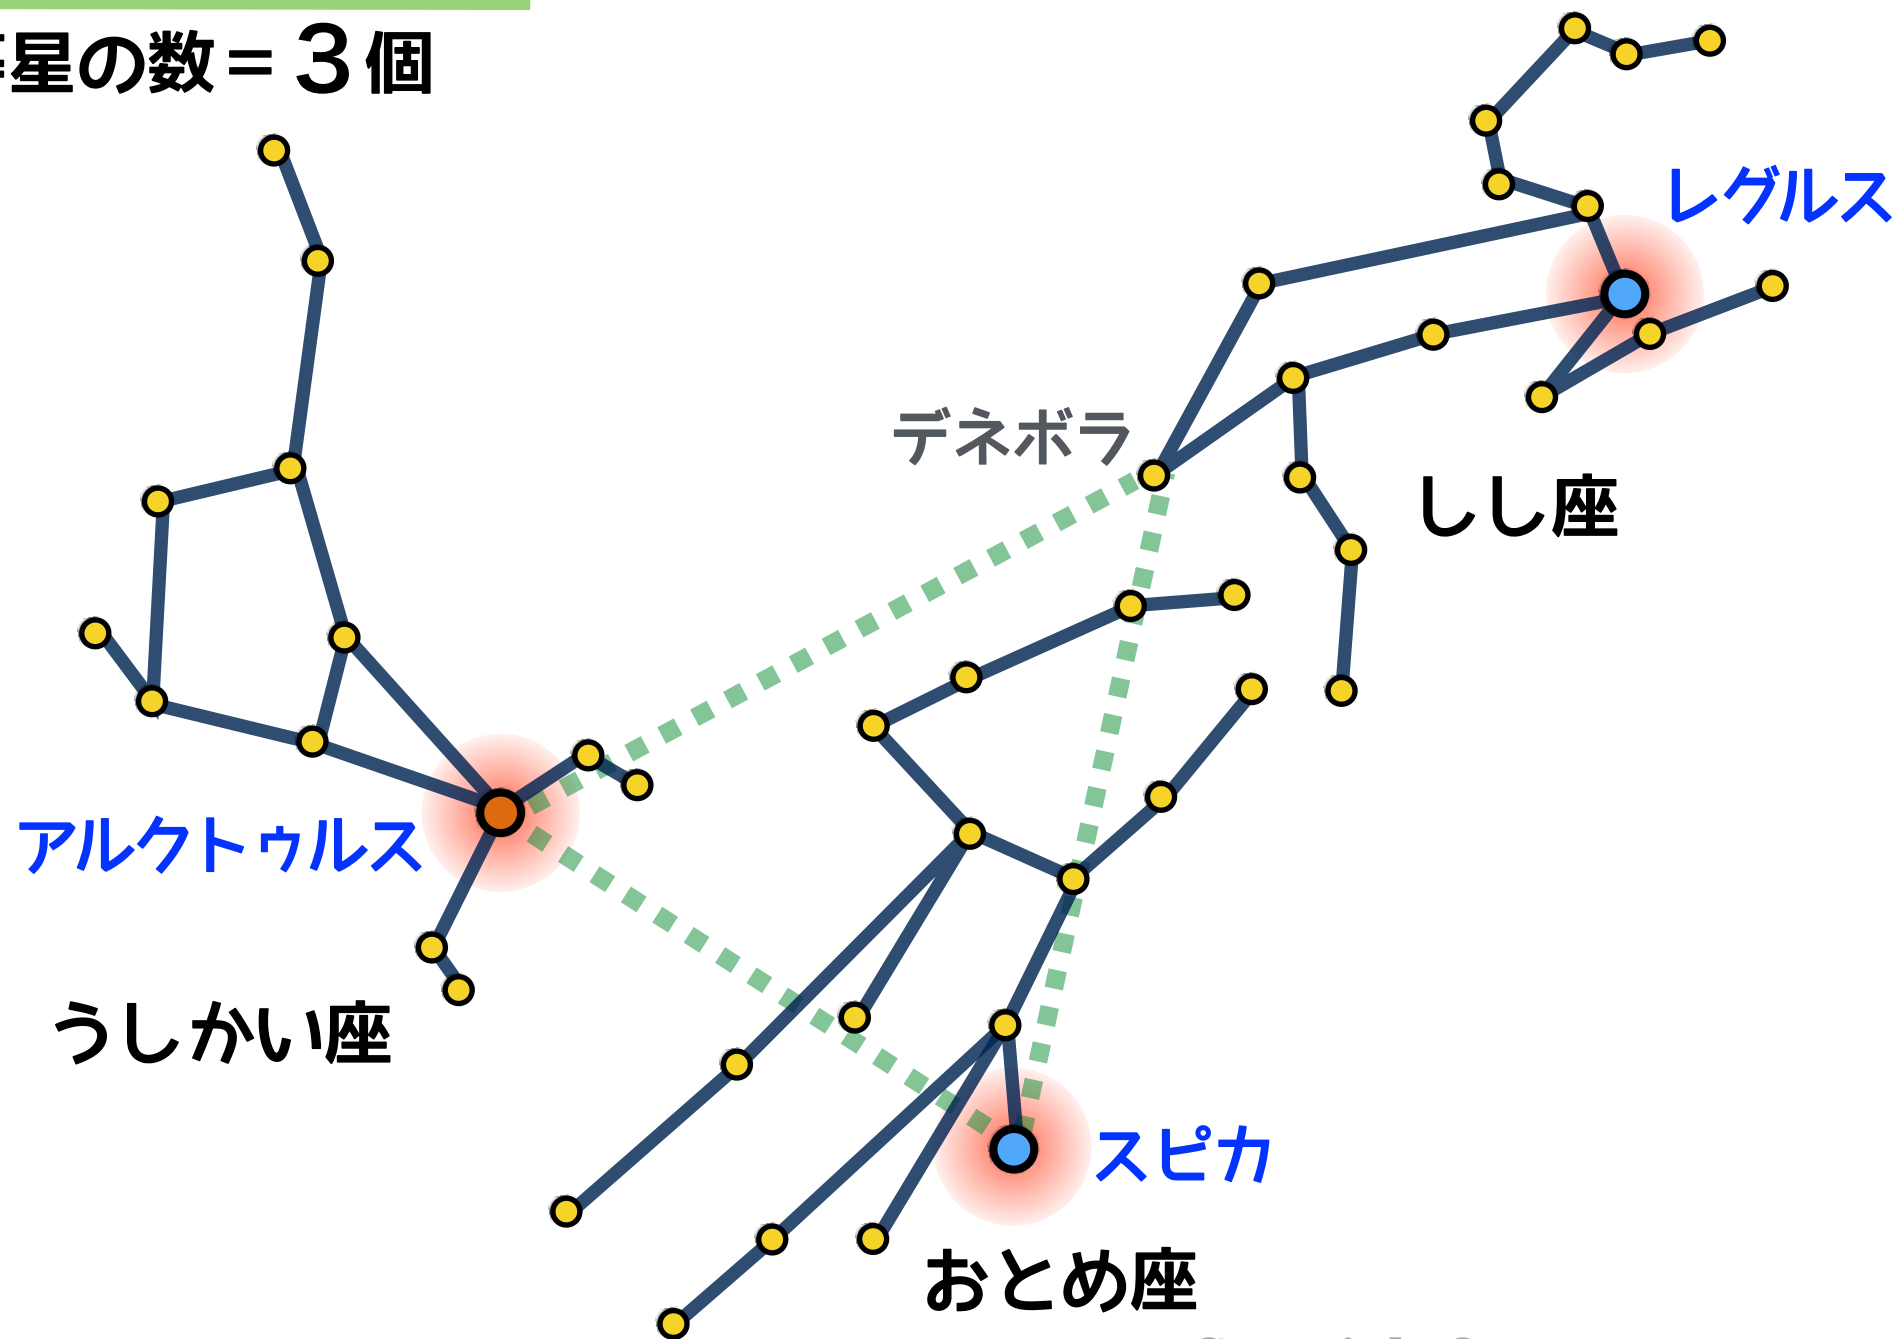 星の数＝３個
レグルス
デネボラ
しし座
アルクトゥルス
うしかい座
スピカ
おとめ座